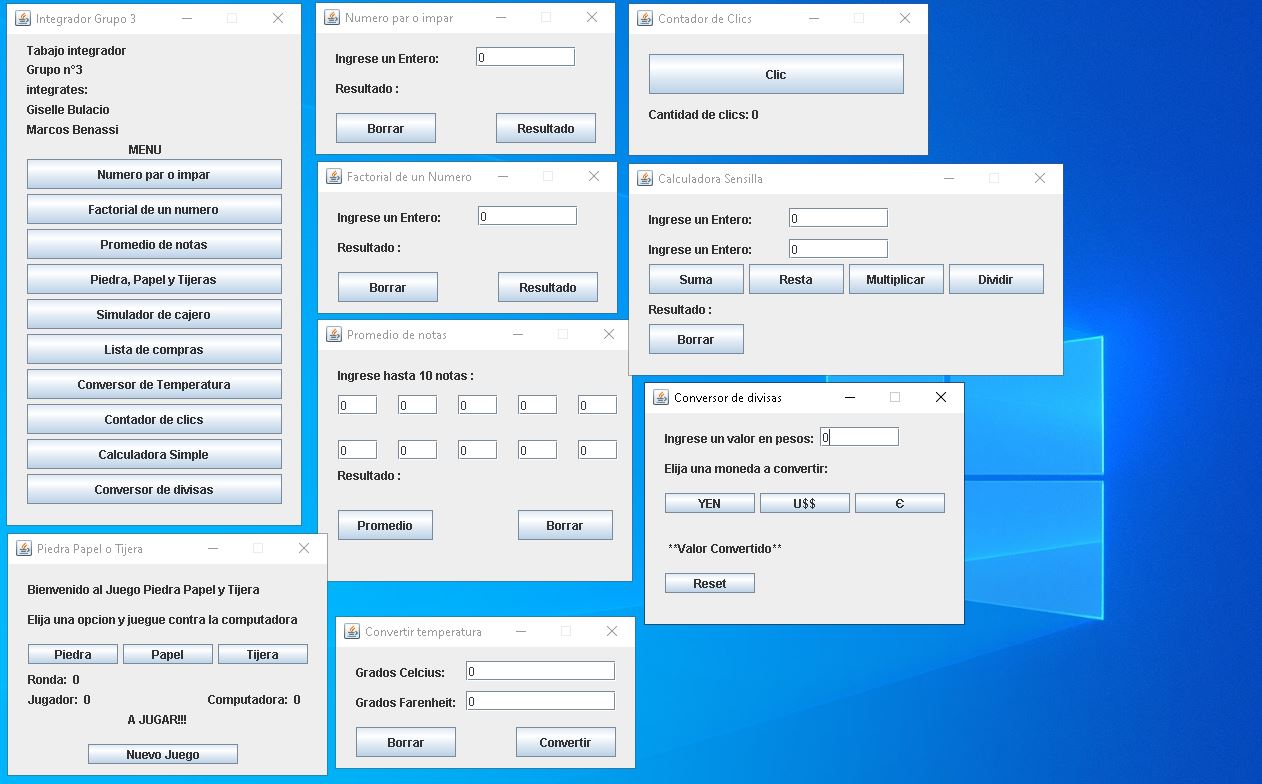 Integrador Grupo 3
Tabajo integrador
Grupo n°3
integrates:
Giselle Bulacio
Marcos Benassi
MENU
Numero par o impar
Factorial de un numero
Promedio de notas
Piedra, Papel y Tijeras
Simulador de cajero
Lista de compras
Conversor de Temperatura
Contador de clics
Calculadora Simple
Conversor de divisas
Numero par o impar
Ingrese un Entero: 0
Resultado :
Borrar Resultado
Contador de Clics
Clic
Cantidad de clics: 0
Factorial de un Numero
Ingrese un Entero: 0
Resultado :
Borrar Resultado
Calculadora Sensilla
Ingrese un Entero: 0
Ingrese un Entero: 0
Suma Resta Multiplicar Dividir
Resultado :
Borrar
Promedio de notas
Ingrese hasta 10 notas :
0 0 0 0 0
0 0 0 0 0
Resultado :
Promedio Borrar
Conversor de divisas
Ingrese un valor en pesos: 0
Elija una moneda a convertir:
YEN U$$ Є
**Valor Convertido**
Reset
Piedra Papel o Tijera
Bienvenido al Juego Piedra Papel y Tijera
Elija una opcion y juegue contra la computadora
Piedra Papel Tijera
Ronda: 0
Jugador: 0 Computadora: 0
A JUGAR!!!
Nuevo Juego
Convertir temperatura
Grados Celcius: 0
Grados Farenheit: 0
Borrar Convertir